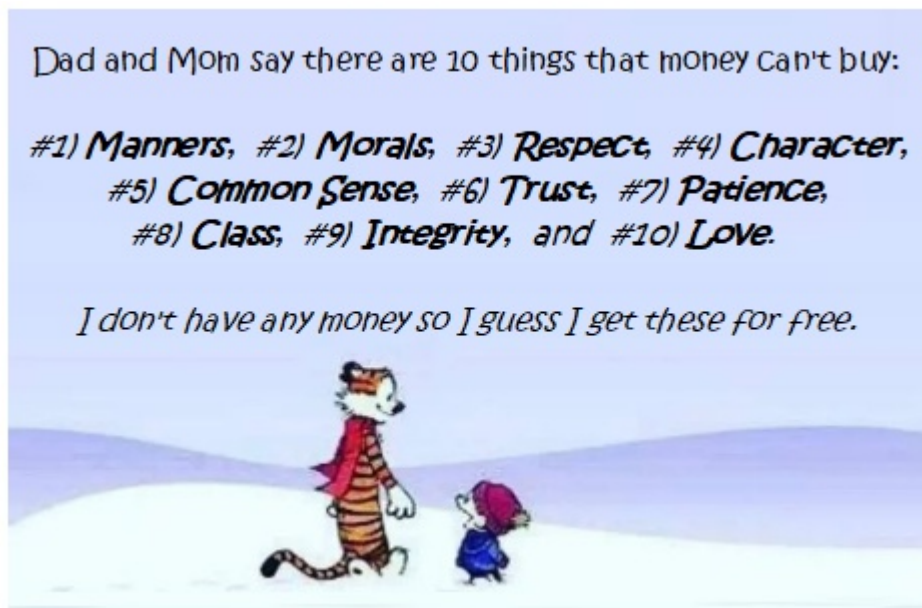 Dad and Mom say there are 10 things that money can't buy:
#1) Manners, #2) Morals, #3) Respect, #4) Character,
#5) Common Sense, #6) Trust, #7) Patience,
#8) Class, #9) Integrity, and #10) Love.
I don't have any money so I guess I get these for free.